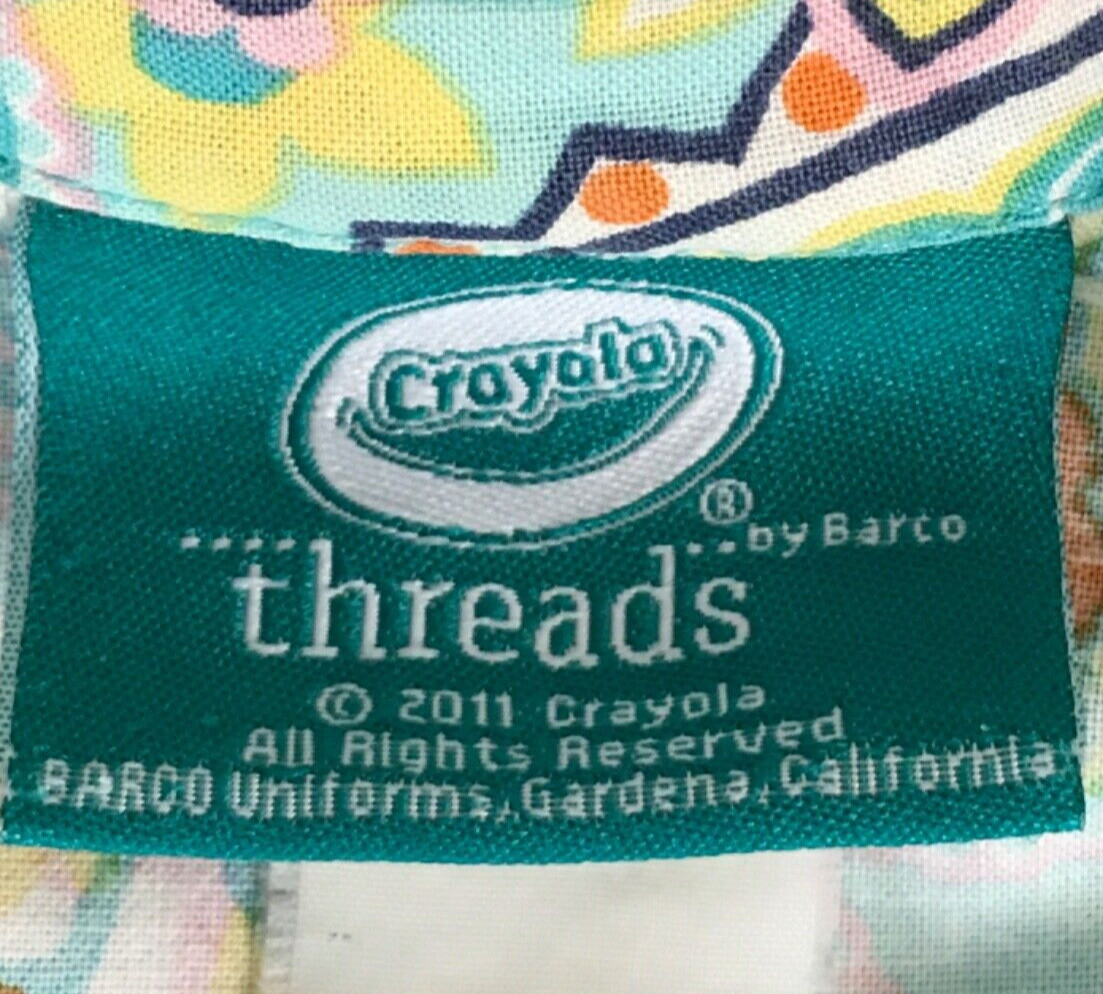 Crayola
®
by Barco
threads
© 2011 Crayola
All Rights Reserved
BARCO Uniforms, Gardena, California